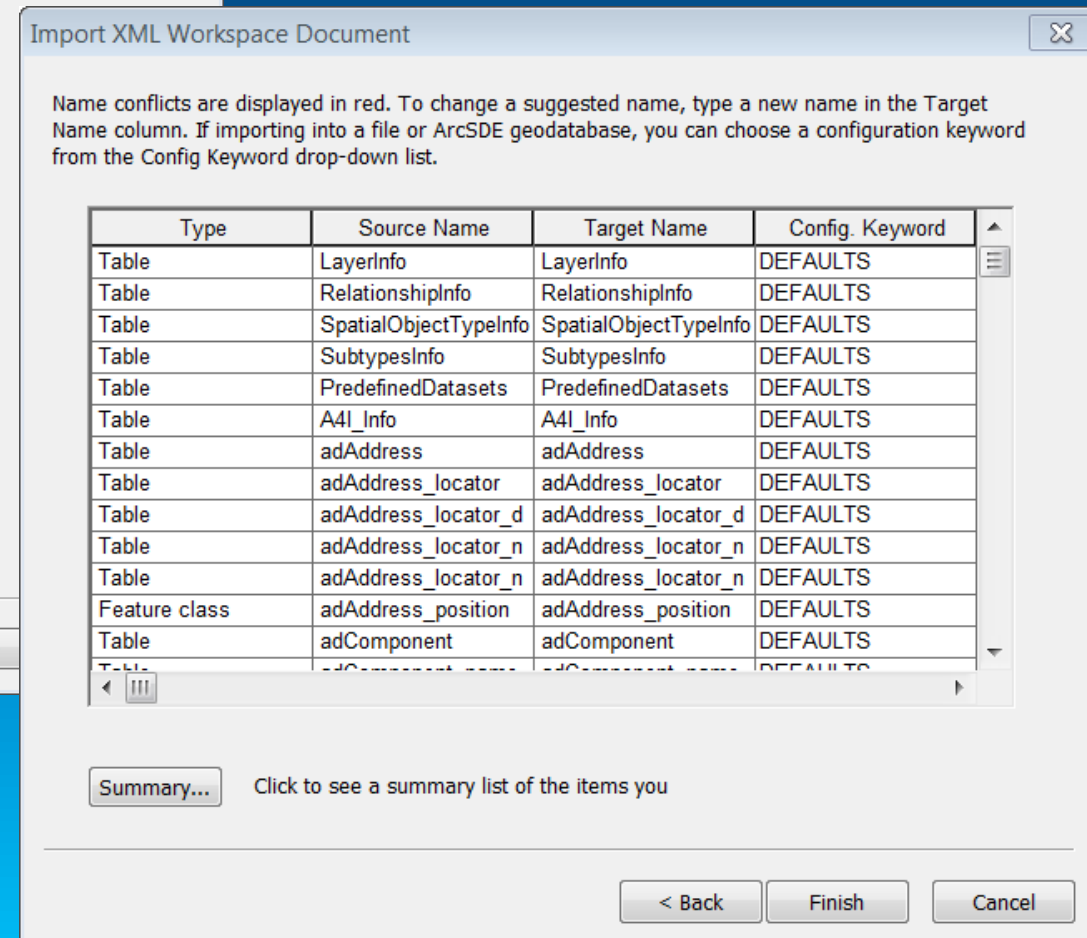 Import XML Workspace Document
Name conflicts are displayed in red. To change a suggested name, type a new name in the Target
Name column. If importing into a file or ArcSDE geodatabase, you can choose a configuration keyword
from the Config Keyword drop-down list.
Type Source Name Target Name Config. Keyword
Table LayerInfo LayerInfo DEFAULTS
Table RelationshipInfo RelationshipInfo DEFAULTS
Table SpatialObjectTypeInfo SpatialObjectTypeInfo DEFAULTS
Table SubtypesInfo SubtypesInfo DEFAULTS
Table PredefinedDatasets PredefinedDatasets DEFAULTS
Table A4I_Info A4I_Info DEFAULTS
Table adAddress adAddress DEFAULTS
Table adAddress_locator adAddress_locator DEFAULTS
Table adAddress_locator_d adAddress_locator_d DEFAULTS
Table adAddress_locator_n adAddress_locator_n DEFAULTS
Table adAddress_locator_n adAddress_locator_n DEFAULTS
Feature class adAddress_position adAddress_position DEFAULTS
Table adComponent adComponent DEFAULTS
Table adComponent_name adComponent_name DEFAULTS
Summary... Click to see a summary list of the items you
< Back Finish Cancel